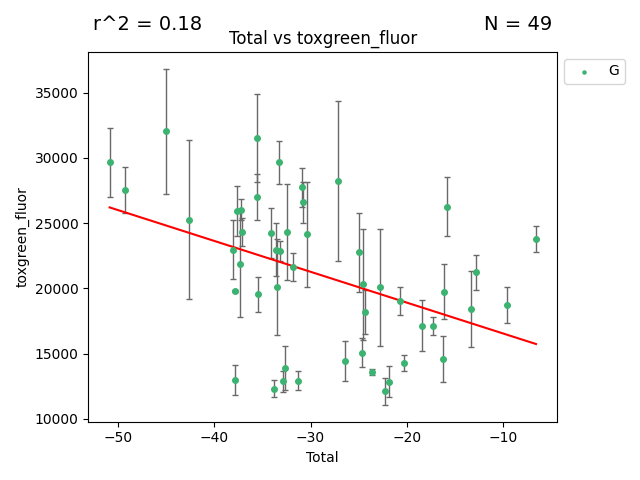 r^2 = 0.18
N = 49
Total vs toxgreen_fluor
G
35000
30000
25000
20000
15000
10000
toxgreen_fluor
−50
−40
−30
−20
−10
Total